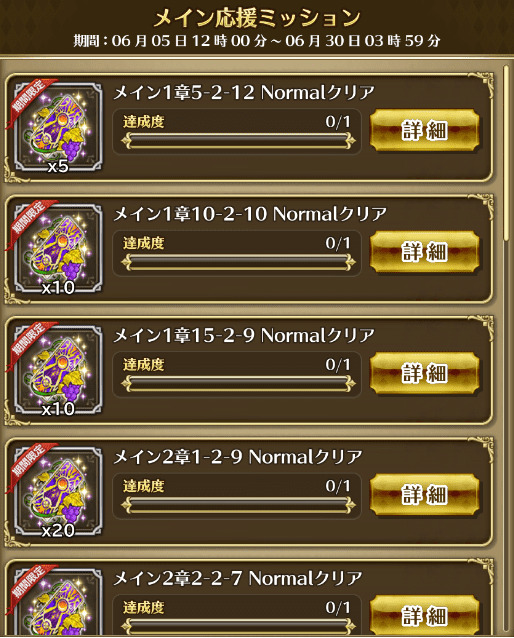 メイン応援ミッション
期間：06月05日12時00分～06月30日03時59分
期間限定
x5
メイン1章5-2-12 Normalクリア
達成度 0/1
詳細
期間限定
x10
メイン1章10-2-10 Normalクリア
達成度 0/1
詳細
期間限定
x10
メイン1章15-2-9 Normalクリア
達成度 0/1
詳細
期間限定
x20
メイン2章1-2-9 Normalクリア
達成度 0/1
詳細
期間限定
メイン2章2-2-7 Normalクリア
達成度 0/1
詳細